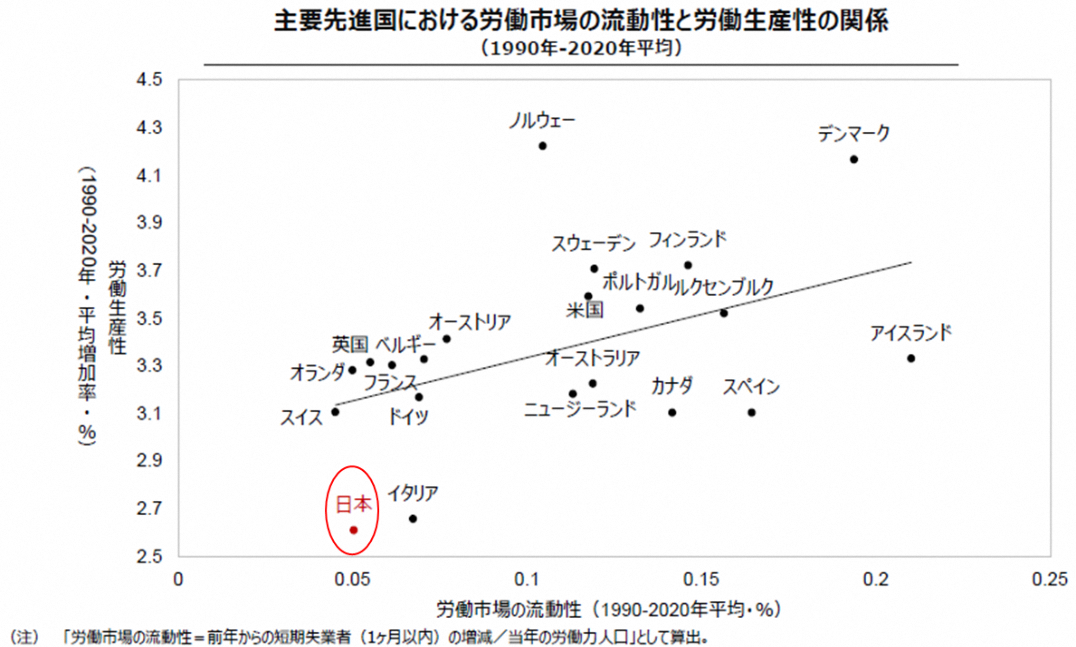 主要先進国における労働市場の流動性と労働生産性の関係
（1990年-2020年平均）
4.5
4.3
4.1
3.9
3.7
3.5
3.3
3.1
2.9
2.7
2.5
労働生産性
（1990-2020年・平均増加率・%）
ノルウェー
デンマーク
スウェーデン
フィンランド
ポルトガル
ルクセンブルク
米国
オーストリア
英国
ベルギー
オランダ
フランス
スイス
ドイツ
オーストラリア
ニュージーランド
カナダ
スペイン
アイスランド
日本
イタリア
0
0.05
0.1
0.15
0.2
0.25
労働市場の流動性（1990-2020年平均・%）
（注） 「労働市場の流動性＝前年からの短期失業者（1ヶ月以内）の増減／当年の労働力人口」として算出。